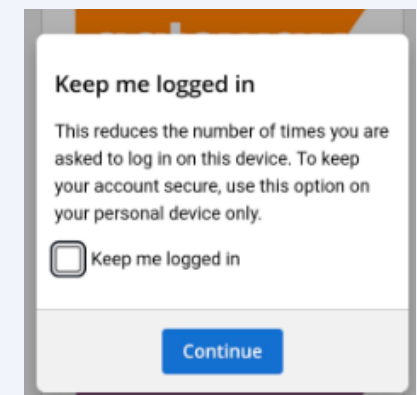 Keep me logged in
This reduces the number of times you are
asked to log in on this device. To keep
your account secure, use this option on
your personal device only.
Keep me logged in
Continue